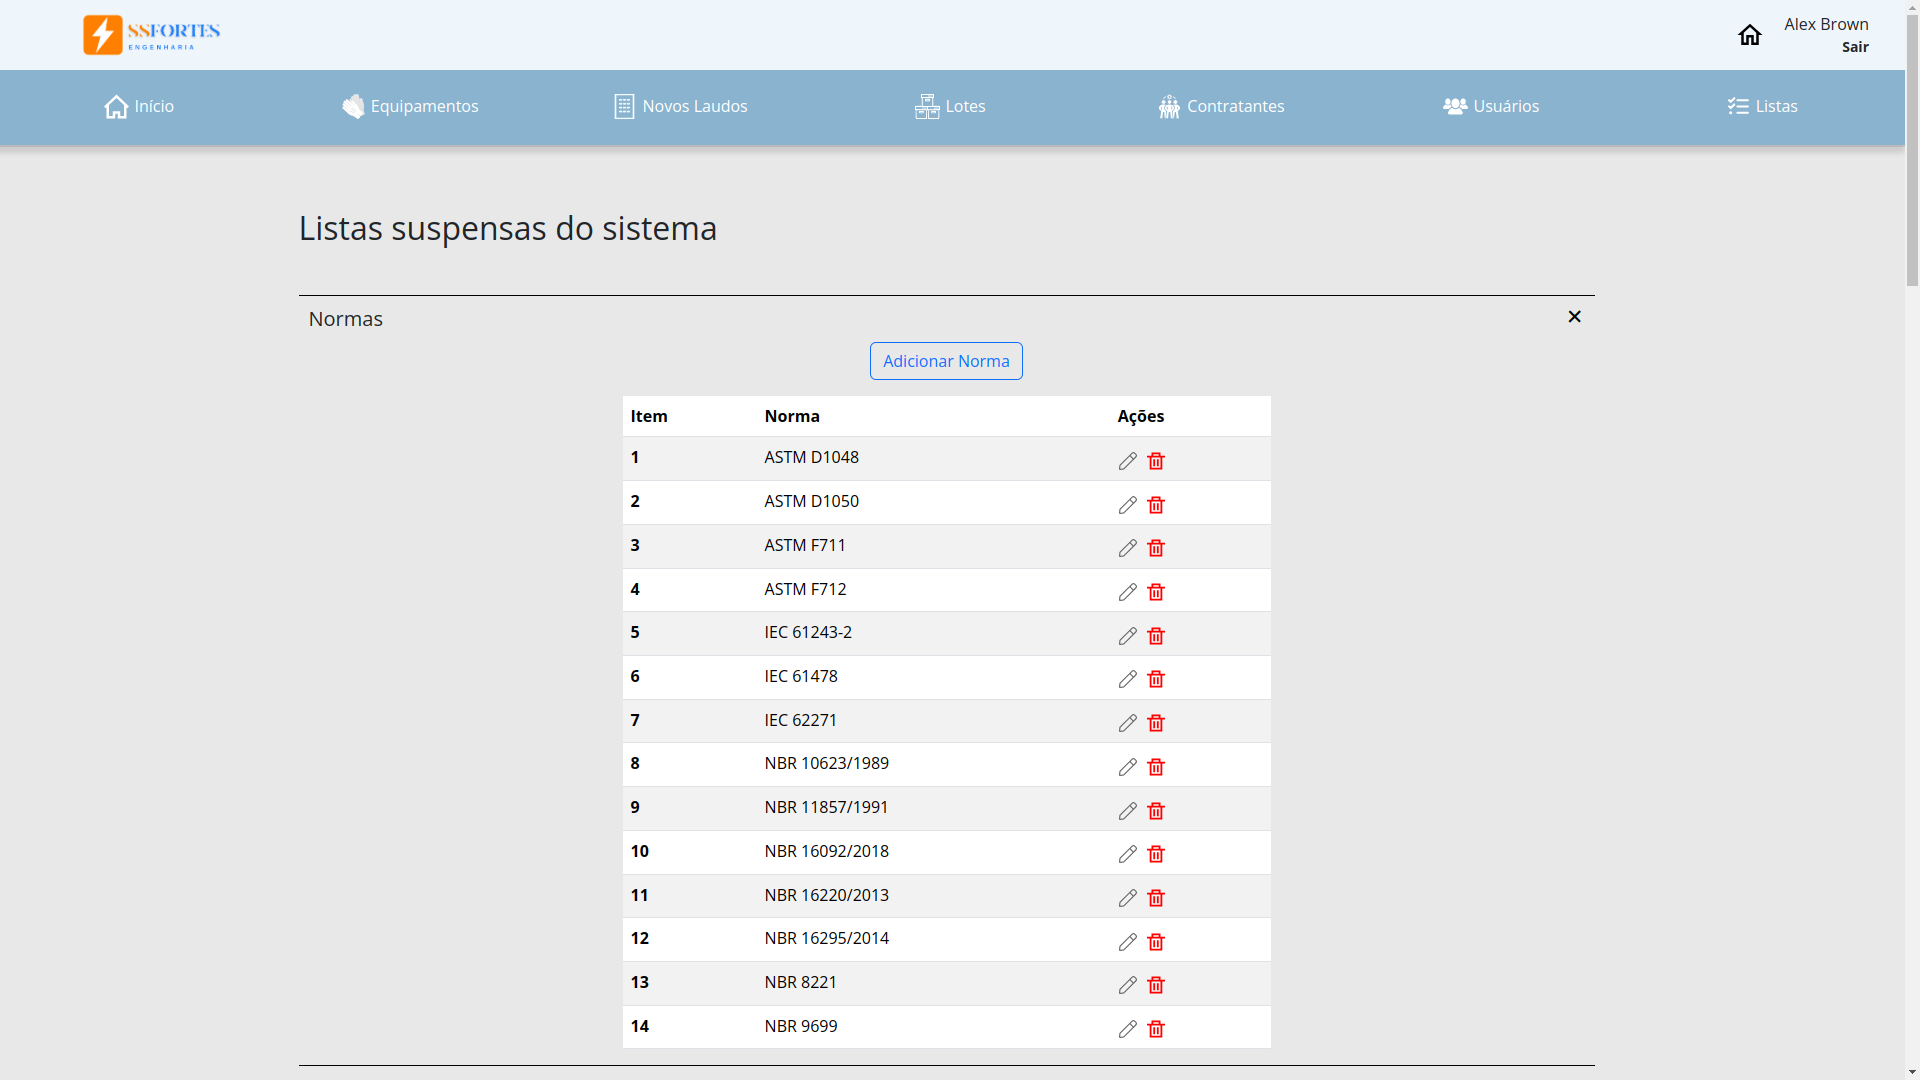 SSFORTES
ENGENHARIA
Alex Brown
Sair
Início
Equipamentos
Novos Laudos
Lotes
Contratantes
Usuários
Listas
Listas suspensas do sistema
Normas
Adicionar Norma
Item Norma Ações
1 ASTM D1048
2 ASTM D1050
3 ASTM F711
4 ASTM F712
5 IEC 61243-2
6 IEC 61478
7 IEC 62271
8 NBR 10623/1989
9 NBR 11857/1991
10 NBR 16092/2018
11 NBR 16220/2013
12 NBR 16295/2014
13 NBR 8221
14 NBR 9699